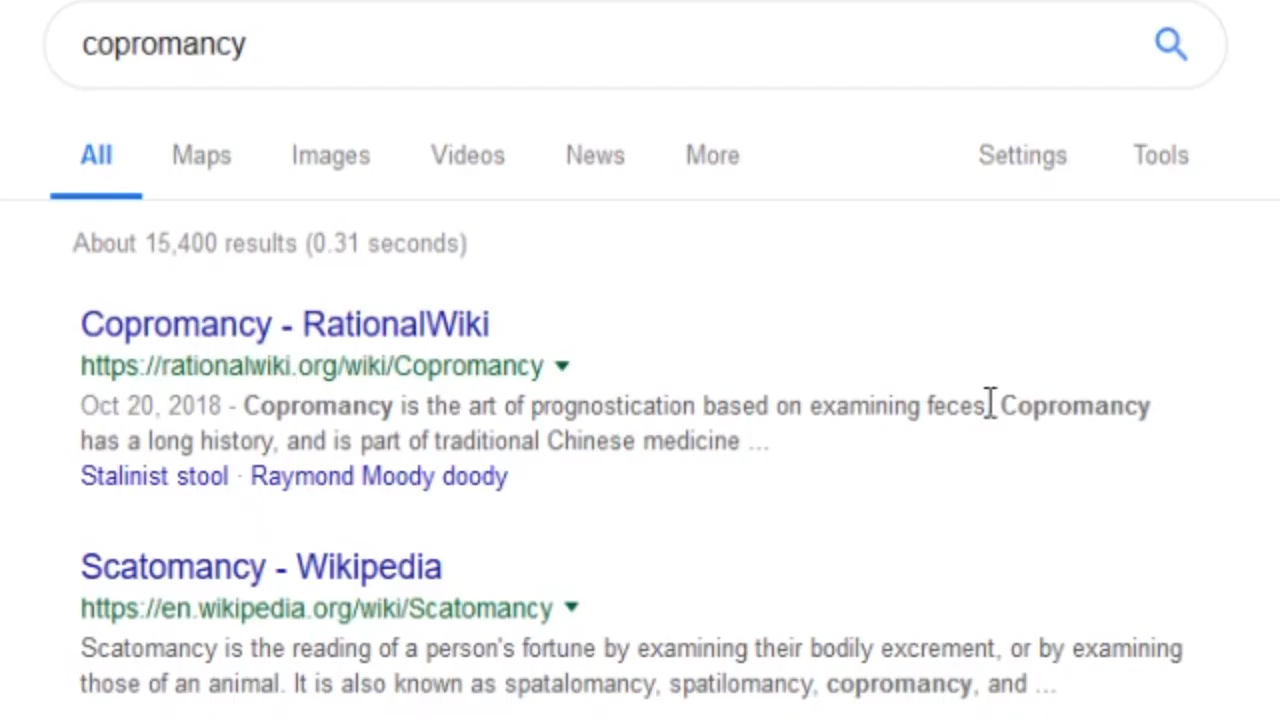 copromancy
All Maps Images Videos News More Settings Tools
About 15,400 results (0.31 seconds)
Copromancy - RationalWiki
https://rationalwiki.org/wiki/Copromancy
Oct 20, 2018 - Copromancy is the art of prognostication based on examining feces. Copromancy
has a long history, and is part of traditional Chinese medicine ...
Stalinist stool · Raymond Moody doody
Scatomancy - Wikipedia
https://en.wikipedia.org/wiki/Scatomancy
Scatomancy is the reading of a person's fortune by examining their bodily excrement, or by examining
those of an animal. It is also known as spatalomancy, spatilomancy, copromancy, and ...